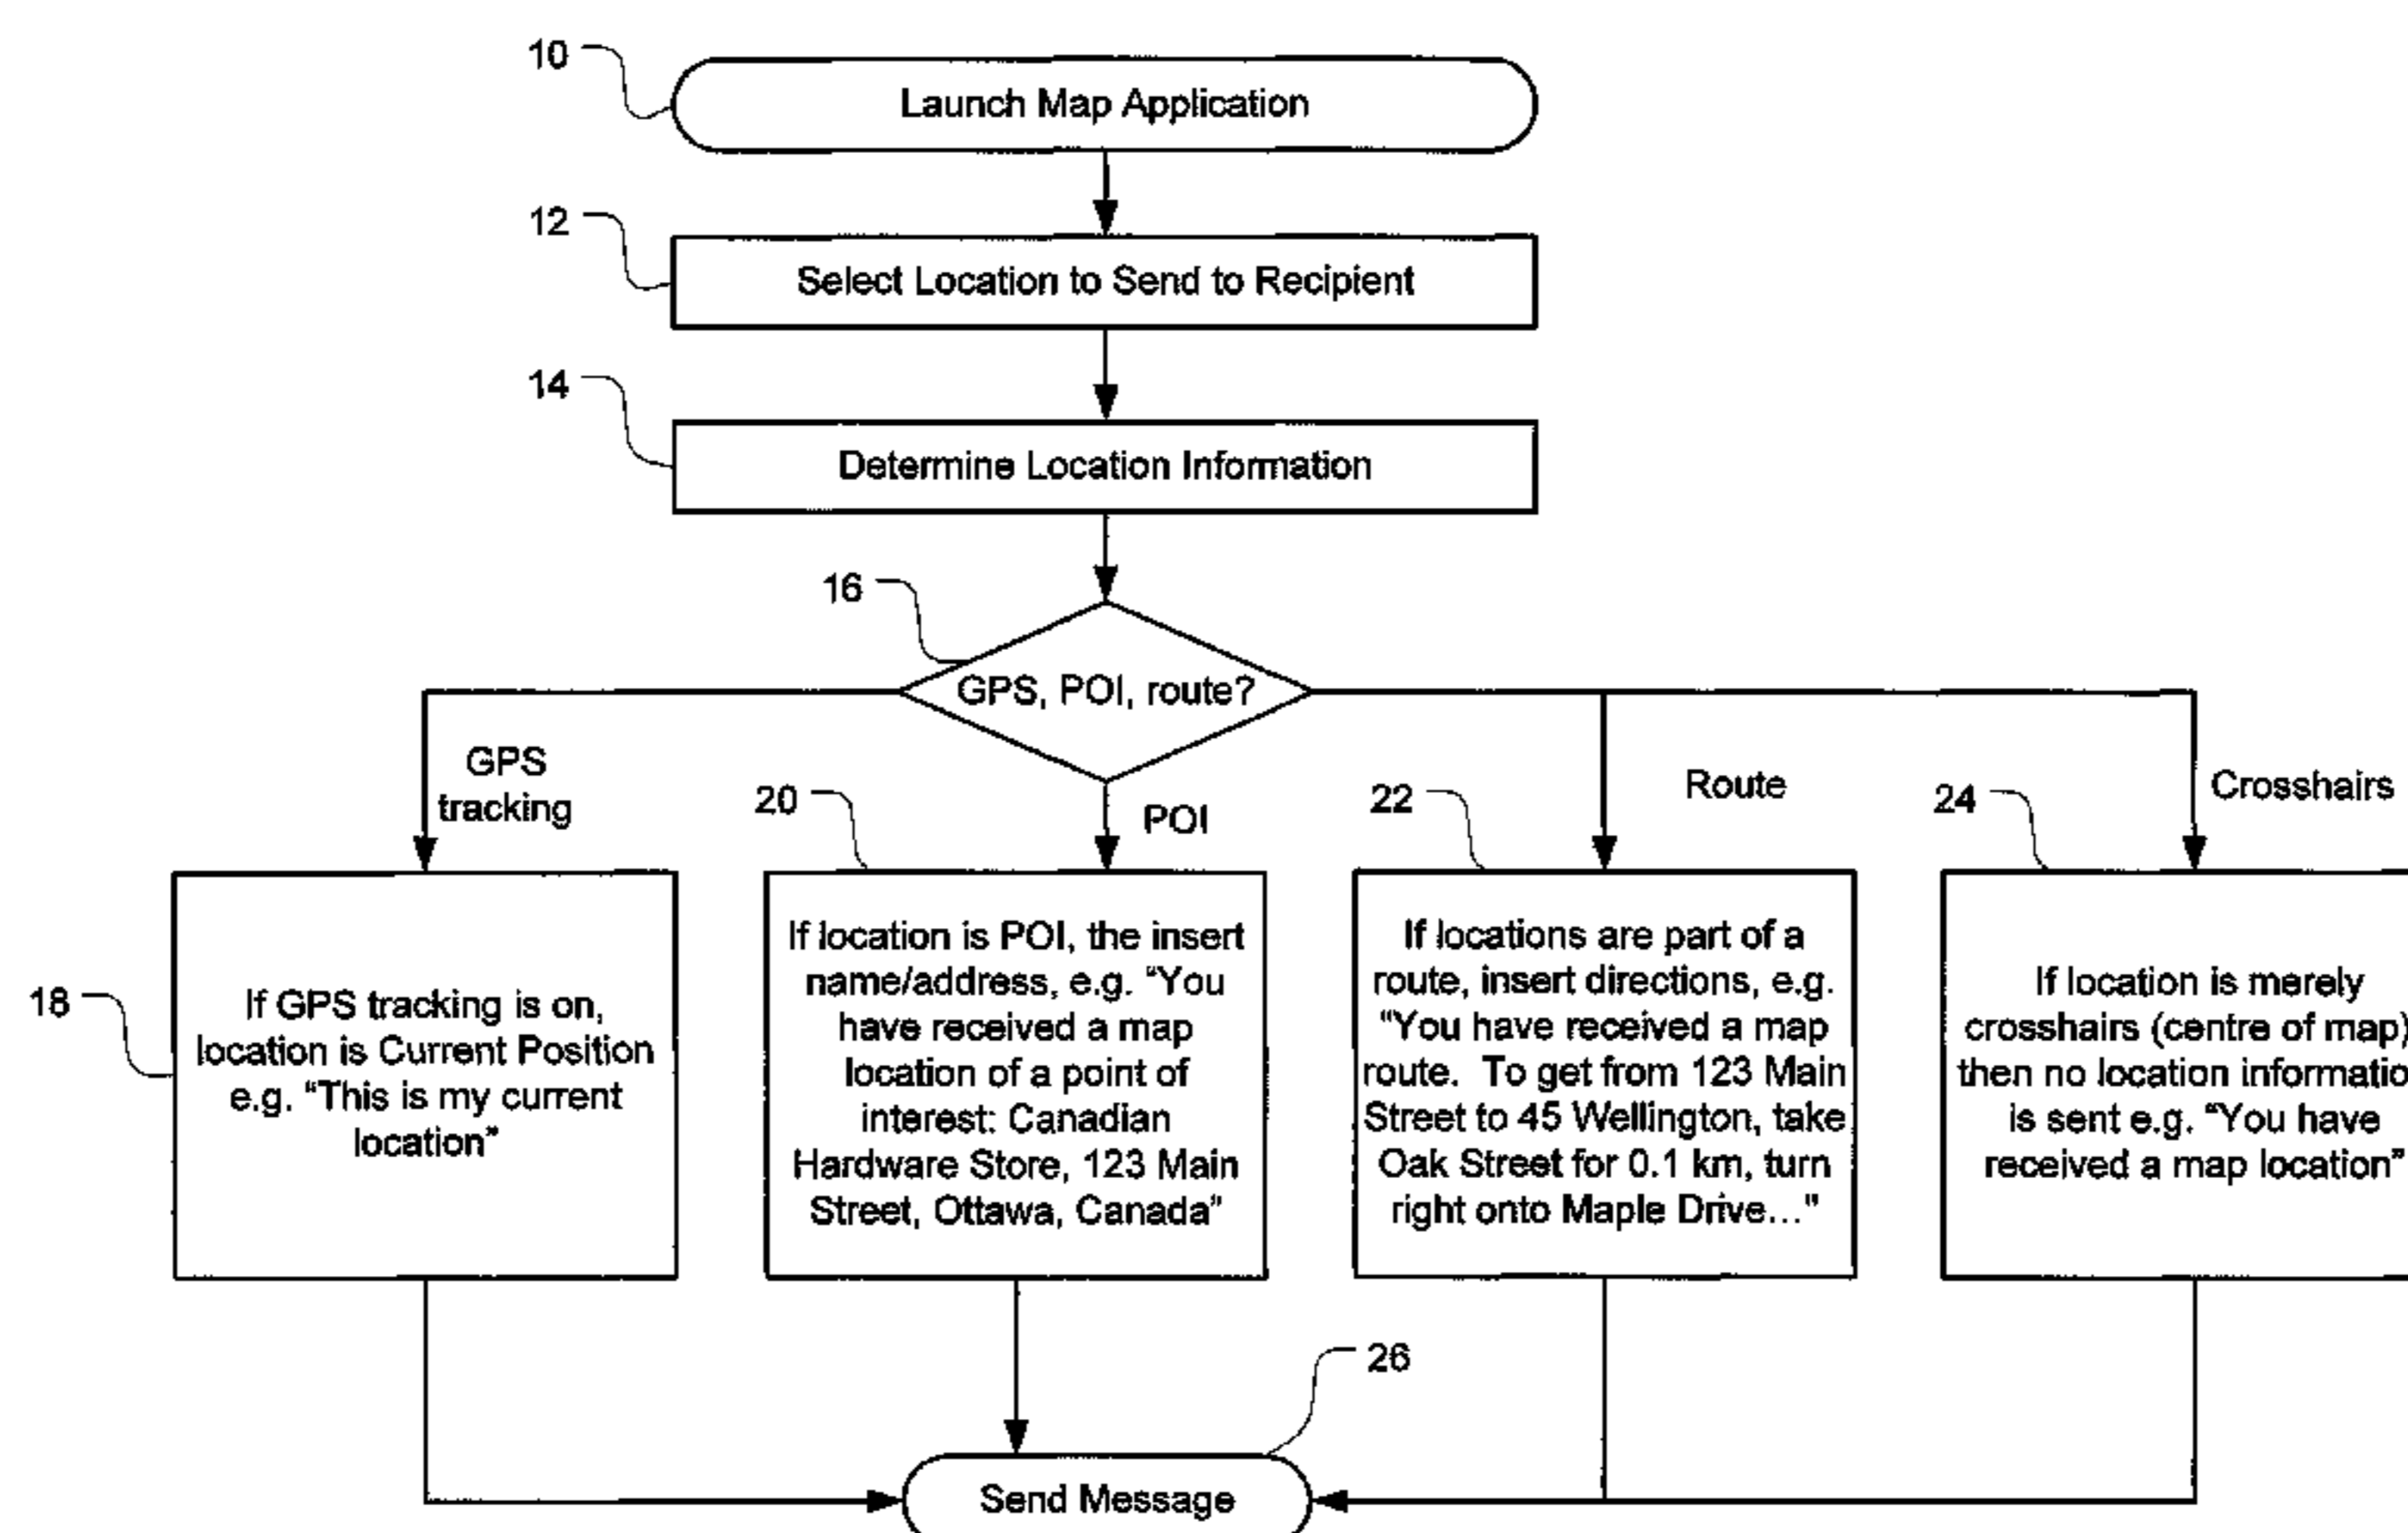 10
Launch Map Application
12
Select Location to Send to Recipient
14
Determine Location Information
16
GPS, POI, route?
GPS
tracking
20
POI
22
Route
24
Crosshairs
18
If GPS tracking is on,
location is Current Position
e.g. “This is my current
location”
If location is POI, the insert
name/address, e.g. “You
have received a map
location of a point of
interest: Canadian
Hardware Store, 123 Main
Street, Ottawa, Canada”
If locations are part of a
route, insert directions, e.g.
“You have received a map
route. To get from 123 Main
Street to 45 Wellington, take
Oak Street for 0.1 km, turn
right onto Maple Drive…"
If location is merely
crosshairs (centre of map)
then no location
is sent e.g. “You have
received a map location”
26
Send Message